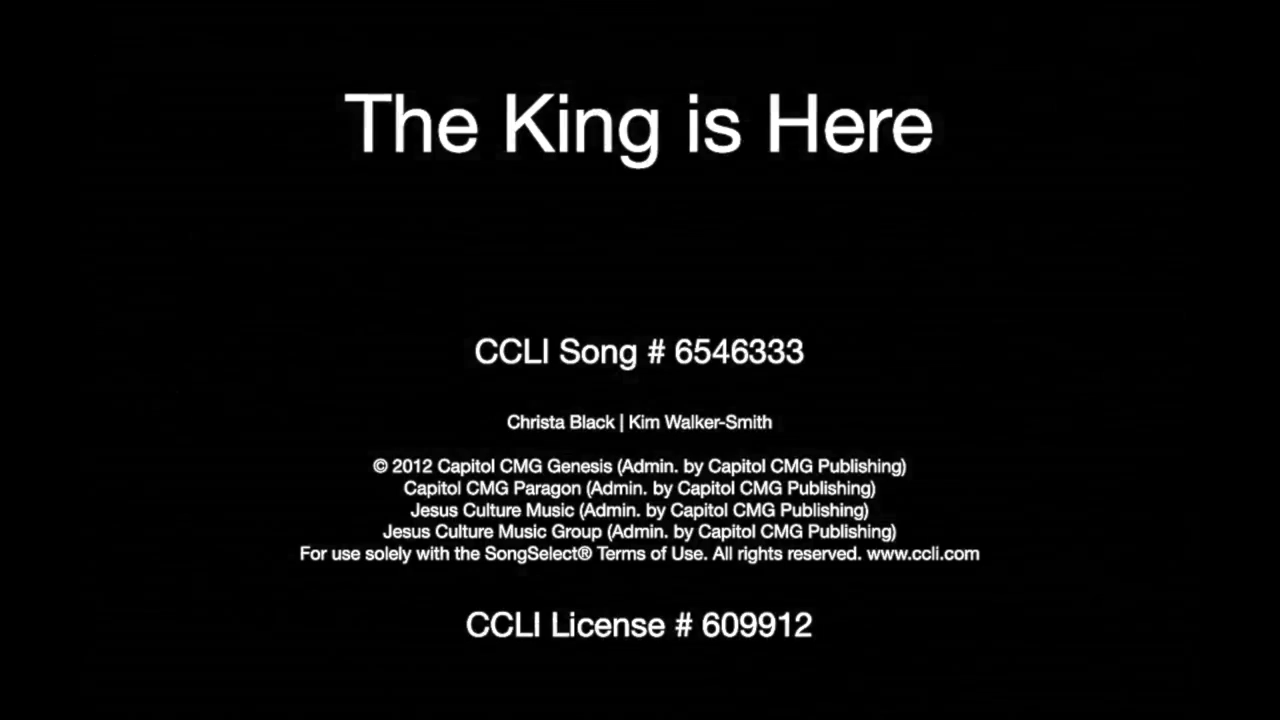 The King is Here
CCLI Song # 6546333
Christa Black | Kim Walker-Smith
© 2012 Capitol CMG Genesis (Admin. by Capitol CMG Publishing)
Capitol CMG Paragon (Admin. by Capitol CMG Publishing)
Jesus Culture Music (Admin. by Capitol CMG Publishing)
Jesus Culture Music Group (Admin. by Capitol CMG Publishing)
For use solely with the SongSelect® Terms of Use. All rights reserved. www.ccli.com
CCLI License # 609912